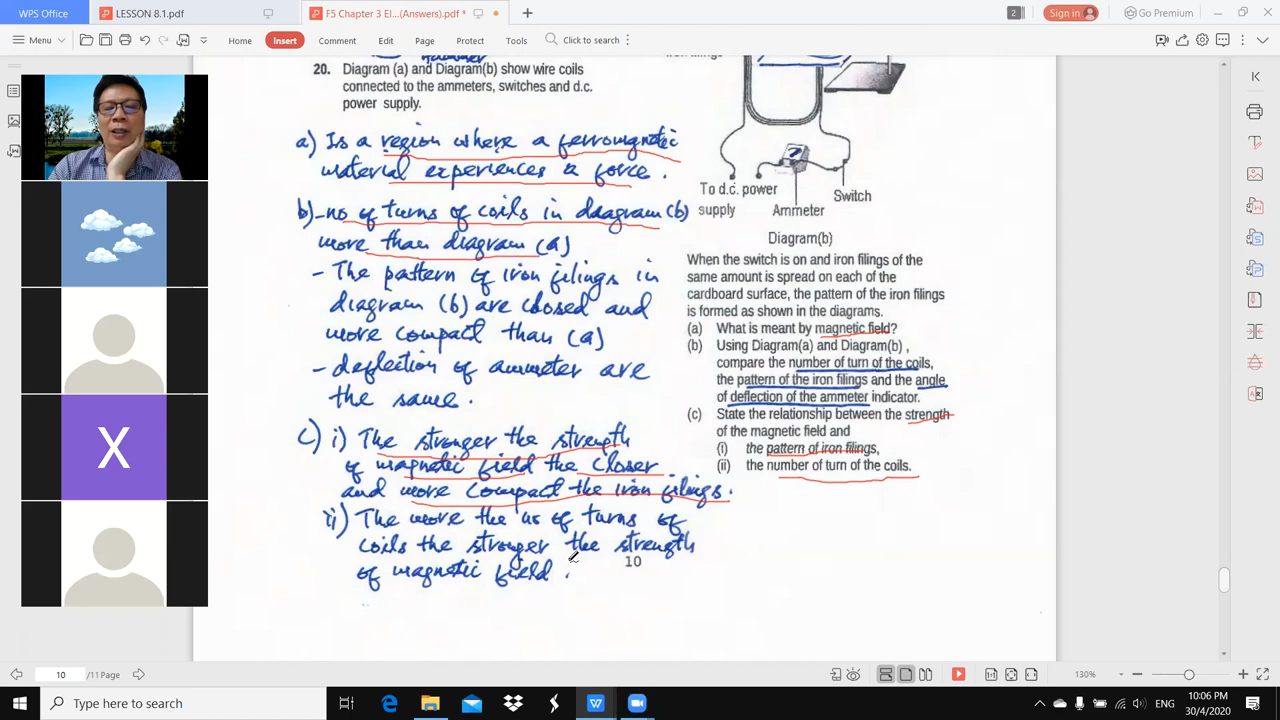 WPS Office
LESSON 8.1.pdf
F5 Chapter 3 El...(Answers).pdf *
2
Sign in
Go Premium
Menu
Home
Insert
Comment
Edit
Page
Protect
Tools
Click to search
20. Diagram (a) and Diagram(b) show wire coils
connected to the ammeters, switches and d.c.
power supply.
a) Is a region where a ferromagnetic
material experiences a force.
b) - no of turns of coils in daagram (b)
more than diagram (a)
- The pattern of iron filings in
diagram (b) are closed and
more compact than (a)
- deflection of ammeter are
the same.
c) i) The stronger the strength
of magnetic field the closer
and more compact the iron filings.
ii) The more the no of turns of
coils the stronger the strength
of magnetic field.
To d.c. power
supply
Ammeter
Switch
Diagram(b)
When the switch is on and iron filings of the
same amount is spread on each of the
cardboard surface, the pattern of the iron filings
is formed as shown in the diagrams.
(a) What is meant by magnetic field?
(b) Using Diagram(a) and Diagram(b) ,
compare the number of turn of the coils,
the pattern of the iron filings and the angle
of deflection of the ammeter indicator.
(c) State the relationship between the strength
of the magnetic field and
(i) the pattern of iron filings,
(ii) the number of turn of the coils.
10
X
10
/11 Page
130%
Type here to search
ENG
10:06 PM
30/4/2020